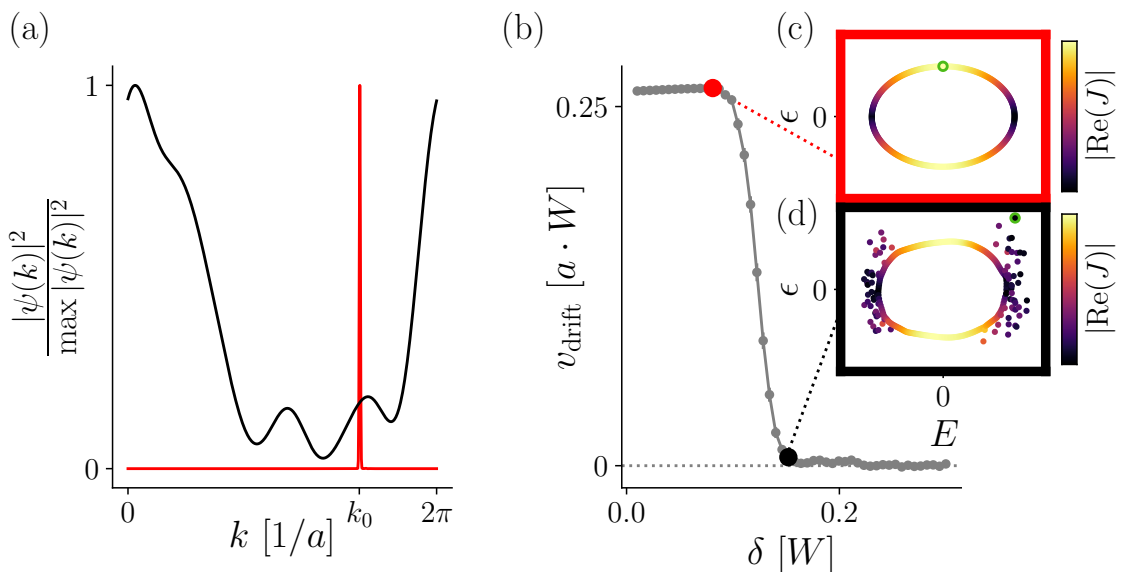 (a)
|ψ(k)|²
max |ψ(k)|²
1
0
0
k₀
2π
k [1/a]
(b)
v_drift [a · W]
0.25
0
0.0
0.2
δ [W]
(c)
ϵ
0
|Re(J)|
(d)
ϵ
0
|Re(J)|
0
E